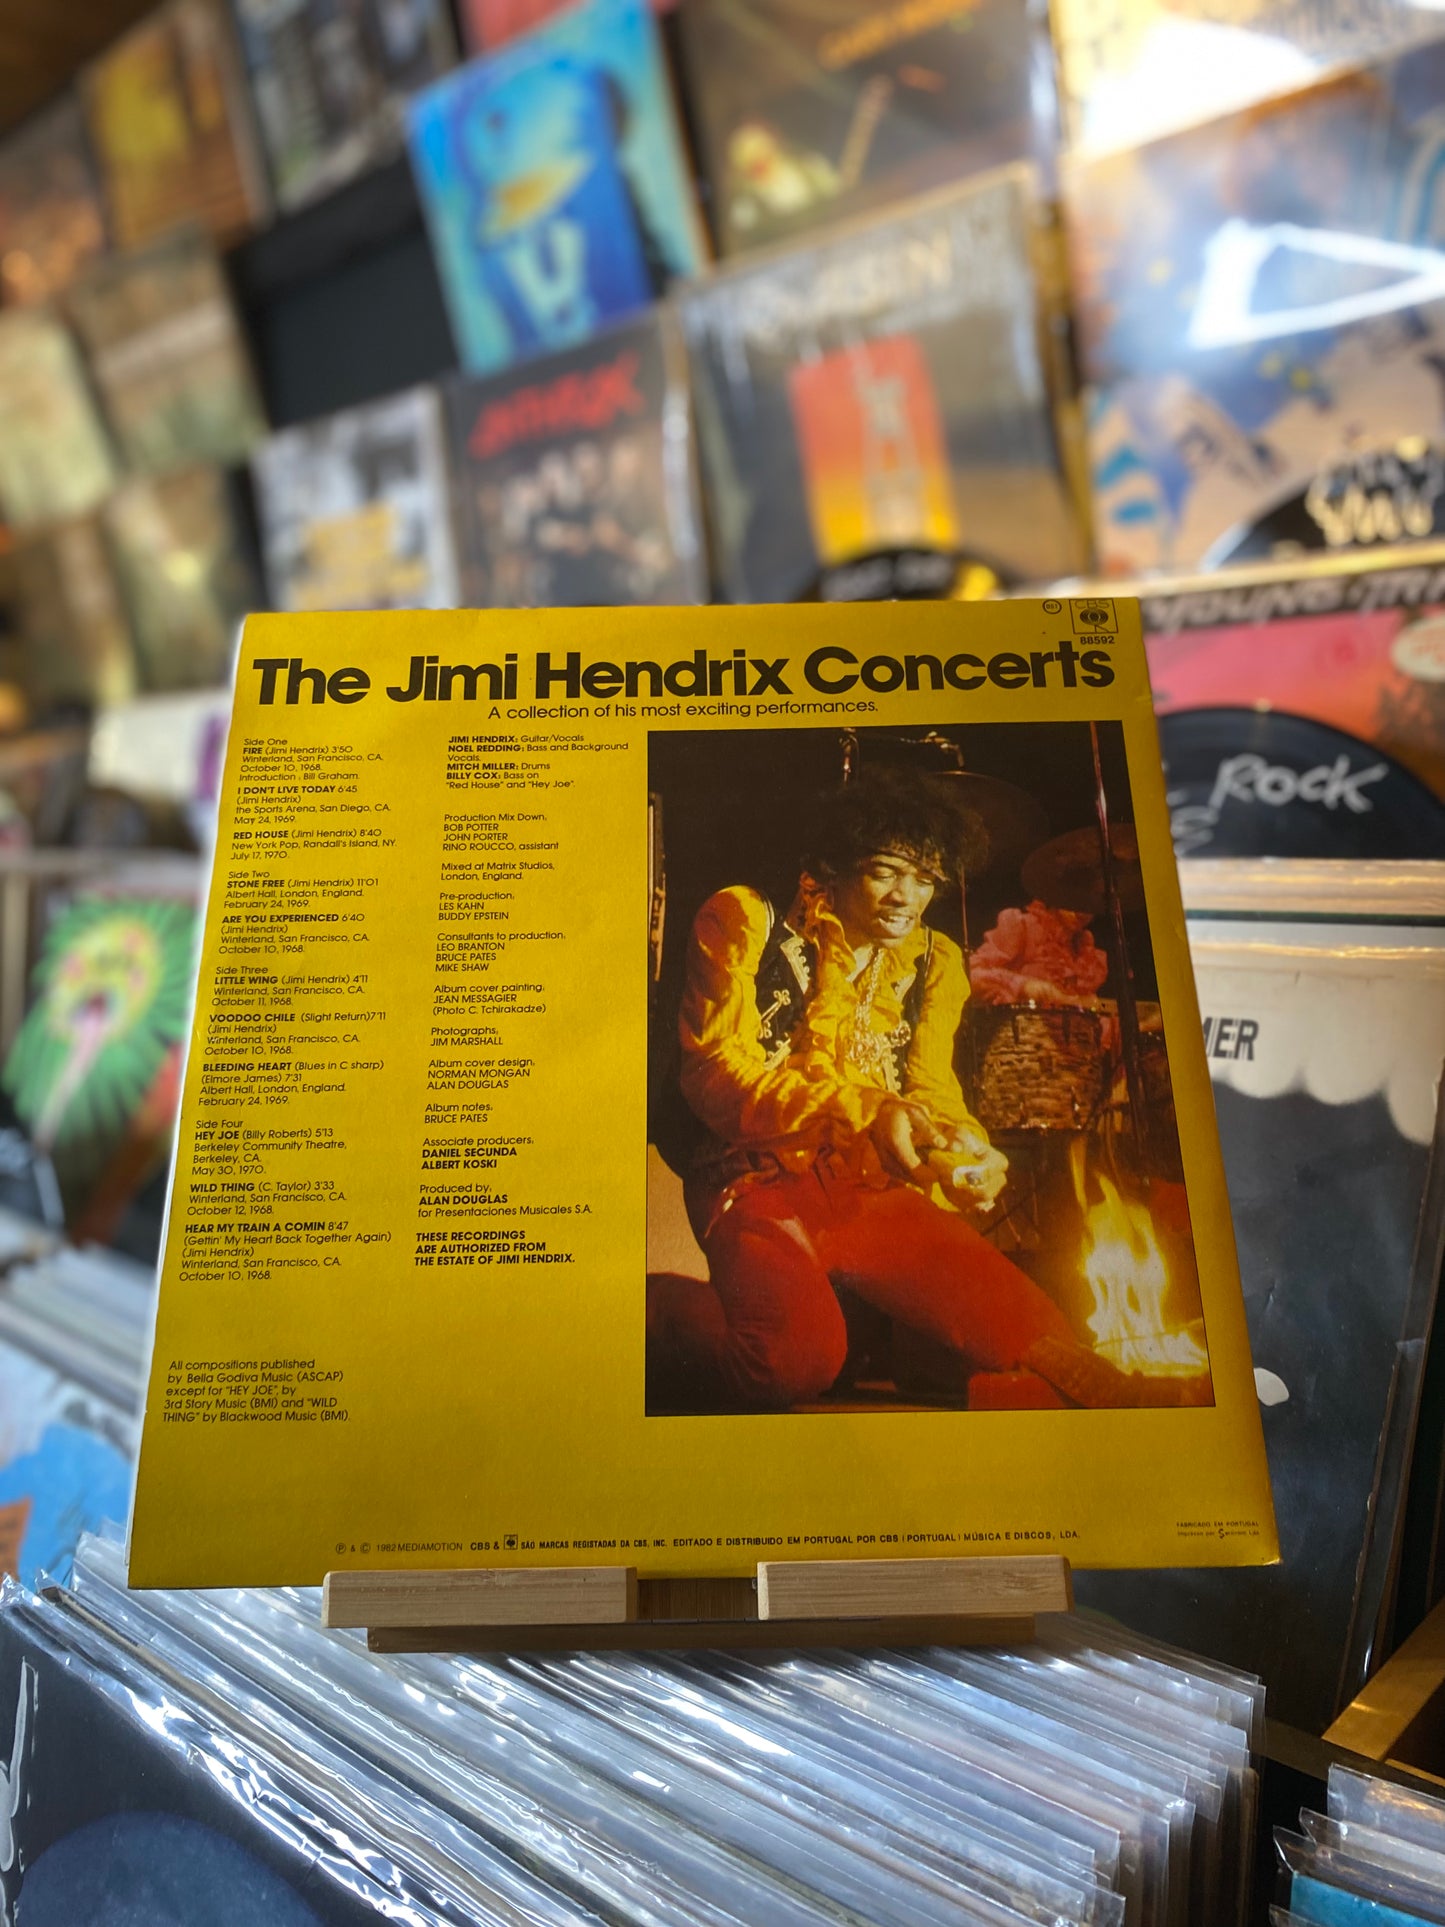 ANTHRAX
ROCK
MER
951
CBS
88592
The Jimi Hendrix Concerts
A collection of his most exciting performances.
Side One
FIRE (Jimi Hendrix) 3'50
Winterland, San Francisco, CA.
October 10, 1968.
Introduction : Bill Graham.
I DON'T LIVE TODAY 6'45
(Jimi Hendrix)
the Sports Arena, San Diego, CA.
May 24, 1969.
RED HOUSE (Jimi Hendrix) 8'40
New York Pop, Randall's Island, NY.
July 17, 1970.
Side Two
STONE FREE (Jimi Hendrix) 11'01
Albert Hall, London, England.
February 24, 1969.
ARE YOU EXPERIENCED 6'40
(Jimi Hendrix)
Winterland, San Francisco, CA.
October 10, 1968.
Side Three
LITTLE WING (Jimi Hendrix) 4'11
Winterland, San Francisco, CA.
October 11, 1968.
VOODOO CHILE (Slight Return) 7'11
(Jimi Hendrix)
Winterland, San Francisco, CA.
October 10, 1968.
BLEEDING HEART (Blues in C sharp)
(Elmore James) 7'31
Albert Hall, London, England.
February 24, 1969.
Side Four
HEY JOE (Billy Roberts) 5'13
Berkeley Community Theatre,
Berkeley, CA.
May 30, 1970.
WILD THING (C. Taylor) 3'33
Winterland, San Francisco, CA.
October 12, 1968.
HEAR MY TRAIN A COMIN 8'47
(Gettin' My Heart Back Together Again)
(Jimi Hendrix)
Winterland, San Francisco, CA.
October 10, 1968.
All compositions published
by Bella Godiva Music (ASCAP)
except for "HEY JOE", by
3rd Story Music (BMI) and "WILD
THING" by Blackwood Music (BMI).
JIMI HENDRIX: Guitar/Vocals
NOEL REDDING: Bass and Background
Vocals.
MITCH MILLER: Drums
BILLY COX: Bass on
"Red House" and "Hey Joe".
Production Mix Down,
BOB POTTER
JOHN PORTER
RINO ROUCCO, assistant
Mixed at Matrix Studios,
London, England.
Pre-production,
LES KAHN
BUDDY EPSTEIN
Consultants to production,
LEO BRANTON
BRUCE PATES
MIKE SHAW
Album cover painting,
JEAN MESSAGIER
(Photo C. Tchirakadze)
Photographs,
JIM MARSHALL
Album cover design,
NORMAN MONGAN
ALAN DOUGLAS
Album notes,
BRUCE PATES
Associate producers,
DANIEL SECUNDA
ALBERT KOSKI
Produced by,
ALAN DOUGLAS
for Presentaciones Musicales S.A.
THESE RECORDINGS
ARE AUTHORIZED FROM
THE ESTATE OF JIMI HENDRIX.
℗ & © 1982 MEDIAMOTION CBS & SÃO MARCAS REGISTADAS DA CBS, INC. EDITADO E DISTRIBUIDO EM PORTUGAL POR CBS (PORTUGAL) MÚSICA E DISCOS, LDA.
FABRICADO EM PORTUGAL